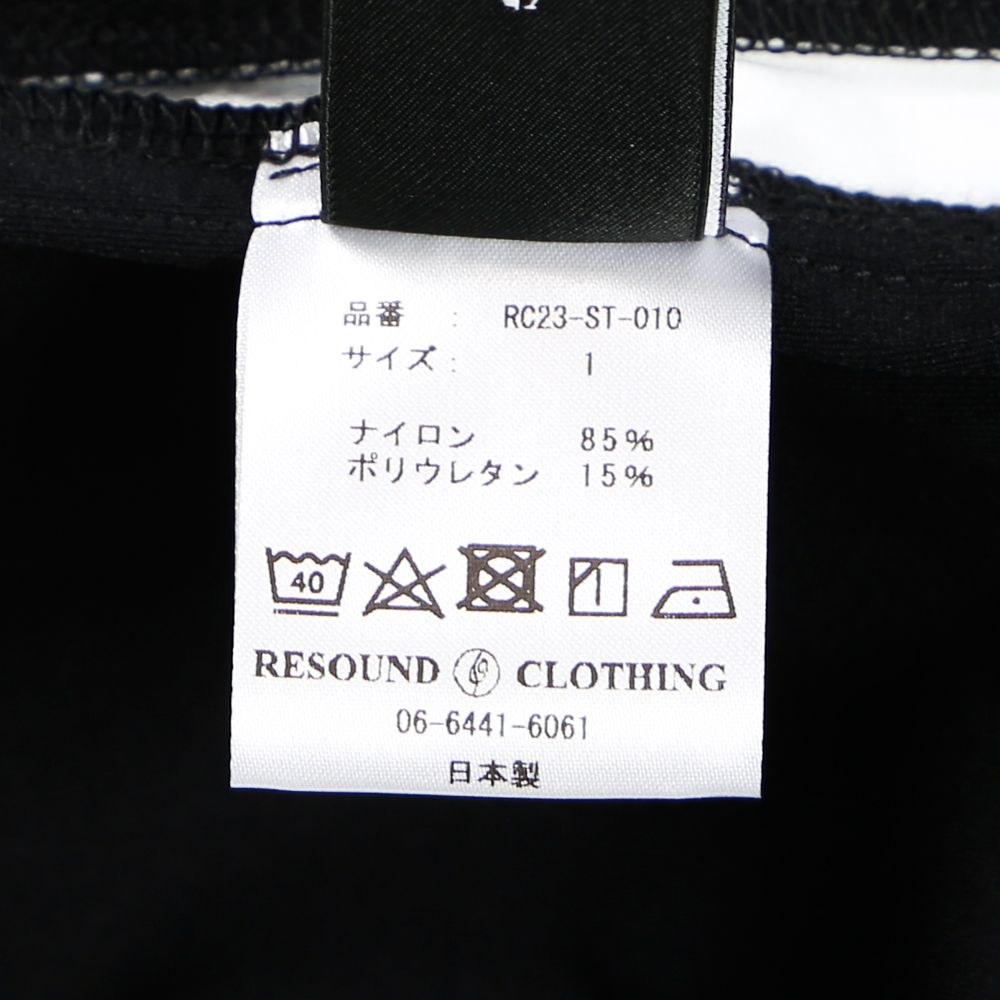 品番 : RC23-ST-010
サイズ : 1
ナイロン 85%
ポリウレタン 15%
40
RESOUND CLOTHING
06-6441-6061
日本製